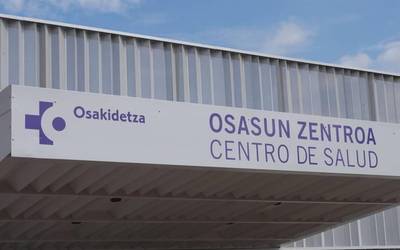 Osakidetza
OSASUN ZENTROA
CENTRO DE SALUD